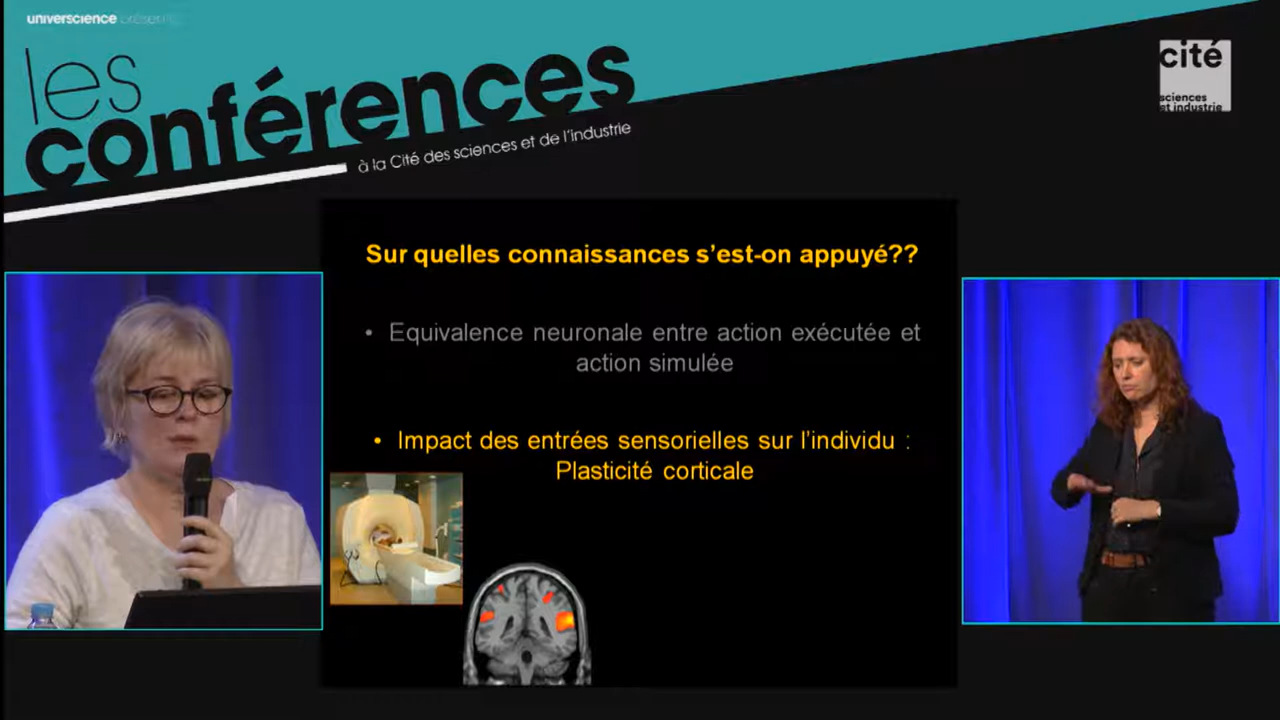 universcience présente
les
conférences
à la Cité des sciences et de l'industrie
cité
sciences
et industrie
Sur quelles connaissances s'est-on appuyé??
• Equivalence neuronale entre action exécutée et
action simulée
• Impact des entrées sensorielles sur l'individu :
Plasticité corticale